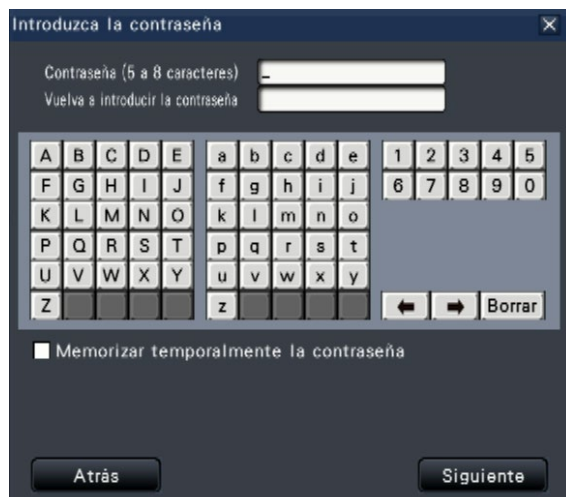 Introduzca la contraseña
Contraseña (5 a 8 caracteres)
Vuelva a introducir la contraseña
A B C D E a b c d e 1 2 3 4 5
F G H I J f g h i j 6 7 8 9 0
K L M N O k l m n o
P Q R S T p q r s t
U V W X Y u v w x y
Z z Borrar
Memorizar temporalmente la contraseña
Atrás Siguiente